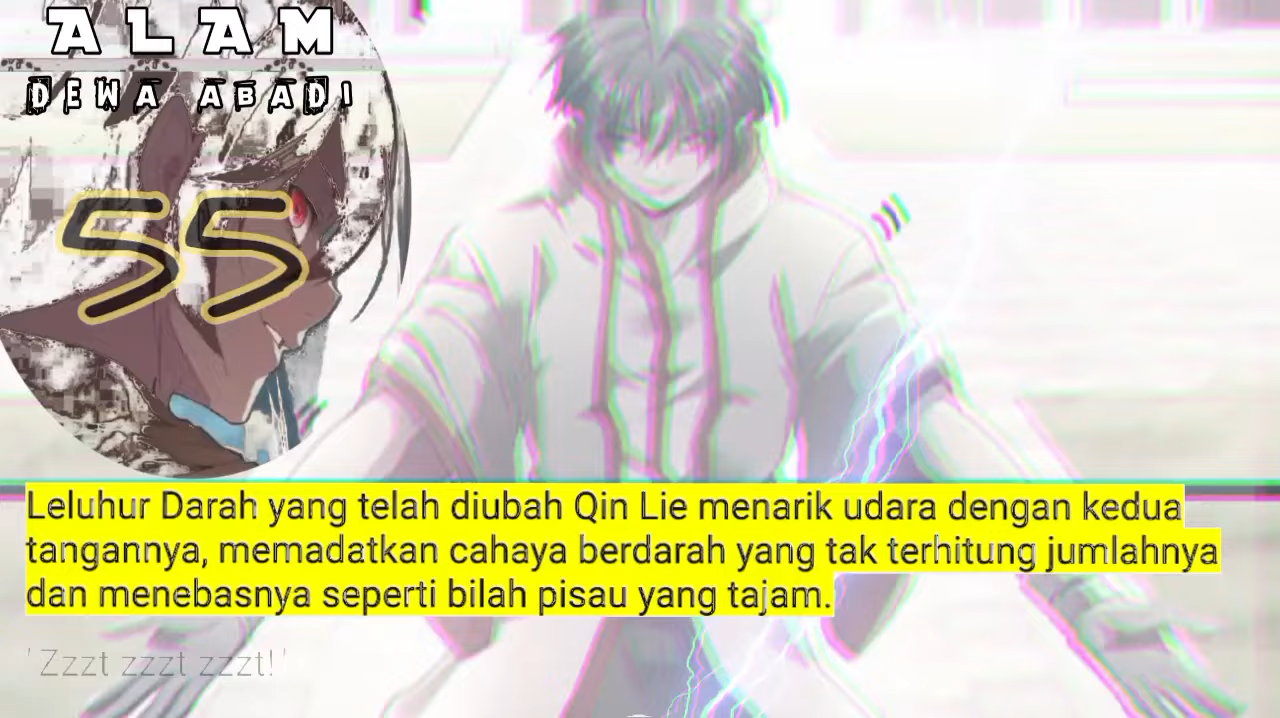 ALAM
DEWA ABADI
55
Leluhur Darah yang telah diubah Qin Lie menarik udara dengan kedua
tangannya, memadatkan cahaya berdarah yang tak terhitung jumlahnya
dan menebasnya seperti bilah pisau yang tajam.
'Zzzt zzzt zzzt!'